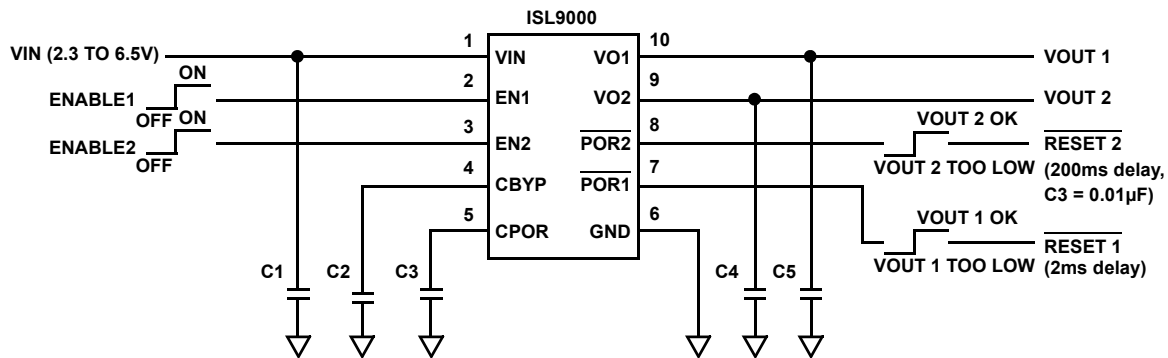 ISL9000
VIN (2.3 TO 6.5V)
1
VIN
VO1
10
VOUT 1
ON
ENABLE1
OFF
2
EN1
VO2
9
VOUT 2
ON
ENABLE2
OFF
3
EN2
POR2
8
VOUT 2 OK
VOUT 2 TOO LOW
RESET 2
(200ms delay,
C3 = 0.01µF)
4
CBYP
POR1
7
5
CPOR
GND
6
VOUT 1 OK
VOUT 1 TOO LOW
RESET 1
(2ms delay)
C1
C2
C3
C4
C5